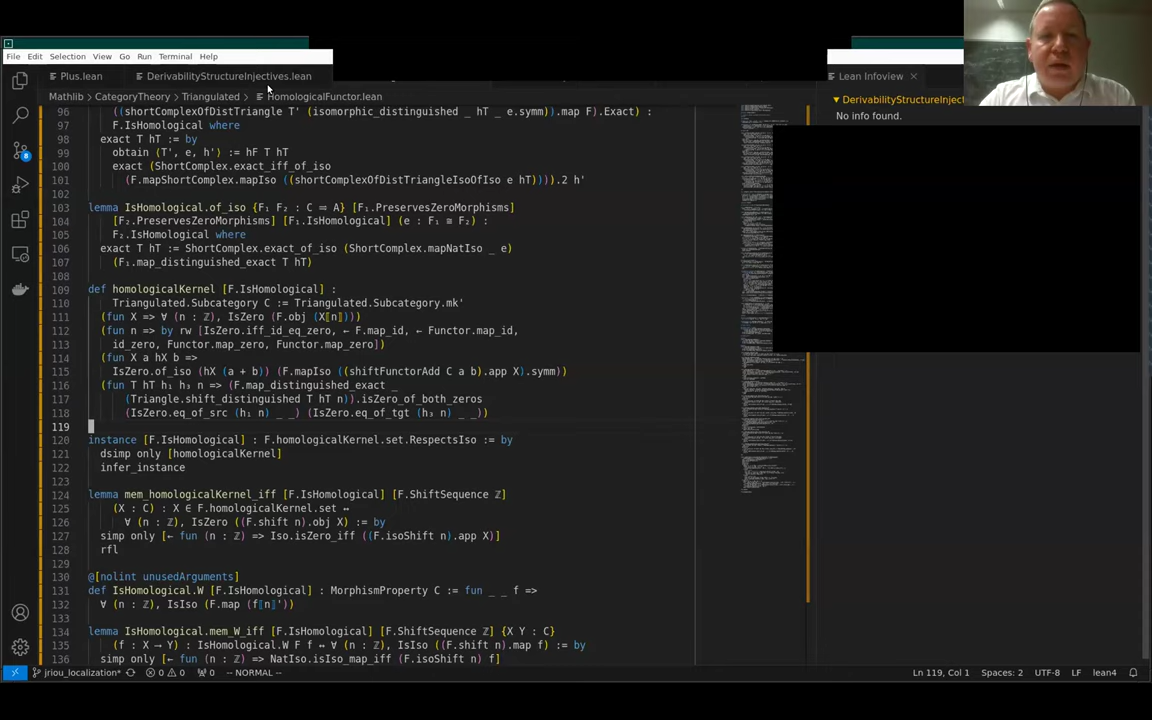 File Edit Selection View Go Run Terminal Help
Plus.lean DerivabilityStructureInjectives.lean Lean Infoview
Mathlib > CategoryTheory > Triangulated > HomologicalFunctor.lean
DerivabilityStructureInject
No info found.
96 ((shortComplexOfDistTriangle T' (isomorphic_distinguished _ hT _ e.symm)).map F).Exact) :
97 F.IsHomological where
98 exact T hT := by
99 obtain ⟨T', e, h'⟩ := hF T hT
100 exact (ShortComplex.exact_iff_of_iso
101 (F.mapShortComplex.mapIso ((shortComplexOfDistTriangleIsoOfIso e hT)))).2 h'
102
103 lemma IsHomological.of_iso {F₁ F₂ : C ⥤ A} [F₁.PreservesZeroMorphisms]
104 [F₂.PreservesZeroMorphisms] [F₁.IsHomological] (e : F₁ ≅ F₂) :
105 F₂.IsHomological where
106 exact T hT := ShortComplex.exact_of_iso (ShortComplex.mapNatIso _ e)
107 (F₁.map_distinguished_exact T hT)
108
109 def homologicalKernel [F.IsHomological] :
110 Triangulated.Subcategory C := Triangulated.Subcategory.mk'
111 (fun X => ∀ (n : ℤ), IsZero (F.obj (X⟦n⟧)))
112 (fun n => by rw [IsZero.iff_id_eq_zero, ← F.map_id, ← Functor.map_id,
113 id_zero, Functor.map_zero, Functor.map_zero])
114 (fun X a hX b =>
115 IsZero.of_iso (hX (a + b)) (F.mapIso ((shiftFunctorAdd C a b).app X).symm))
116 (fun T hT h₁ h₃ n => (F.map_distinguished_exact _
117 (Triangle.shift_distinguished T hT n)).isZero_of_both_zeros
118 (IsZero.eq_of_src (h₁ n) _ _) (IsZero.eq_of_tgt (h₃ n) _ _))
119
120 instance [F.IsHomological] : F.homologicalKernel.set.RespectsIso := by
121 dsimp only [homologicalKernel]
122 infer_instance
123
124 lemma mem_homologicalKernel_iff [F.IsHomological] [F.ShiftSequence ℤ]
125 (X : C) : X ∈ F.homologicalKernel.set ↔
126 ∀ (n : ℤ), IsZero ((F.shift n).obj X) := by
127 simp only [← fun (n : ℤ) => Iso.isZero_iff ((F.isoShift n).app X)]
128 rfl
129
130 @[nolint unusedArguments]
131 def IsHomological.W [F.IsHomological] : MorphismProperty C := fun _ _ f =>
132 ∀ (n : ℤ), IsIso (F.map (f⟦n⟧'))
133
134 lemma IsHomological.mem_W_iff [F.IsHomological] [F.ShiftSequence ℤ] {X Y : C}
135 (f : X ⟶ Y) : IsHomological.W F f ↔ ∀ (n : ℤ), IsIso ((F.shift n).map f) := by
136 simp only [← fun (n : ℤ) => NatIso.isIso_map_iff (F.isoShift n) f]
8
jriou_localization* 0 0 0 -- NORMAL -- Ln 119, Col 1 Spaces: 2 UTF-8 LF lean4